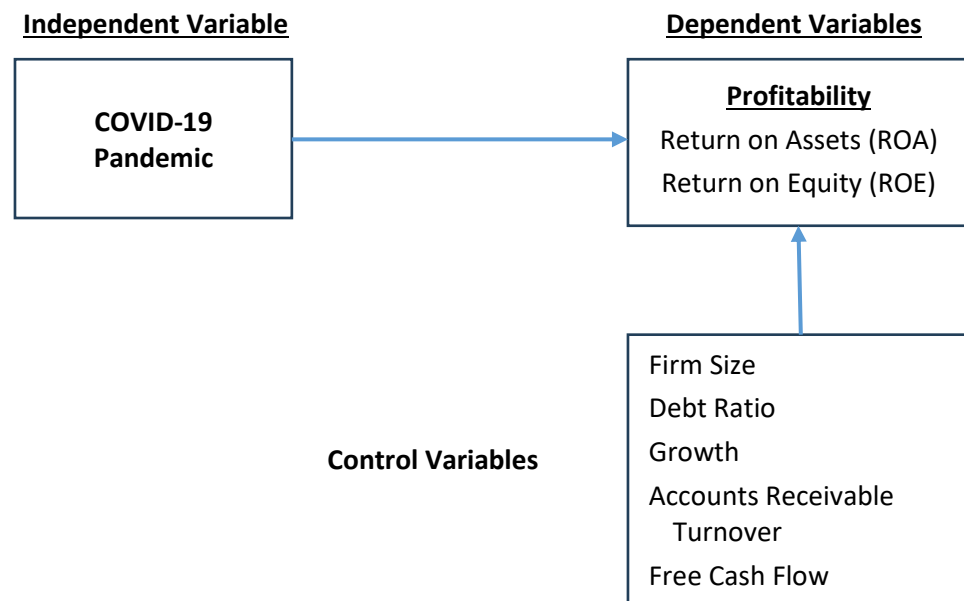 Independent Variable
Dependent Variables
COVID-19
Pandemic
Profitability
Return on Assets (ROA)
Return on Equity (ROE)
Control Variables
Firm Size
Debt Ratio
Growth
Accounts Receivable
Turnover
Free Cash Flow